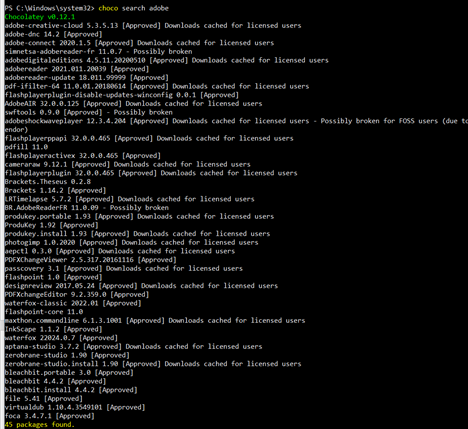 PS C:\Windows\system32> choco search adobe
Chocolatey v0.12.1
adobe-creative-cloud 5.3.5.13 [Approved] Downloads cached for licensed users
adobe-dnc 14.2 [Approved]
adobe-connect 2020.1.5 [Approved] Downloads cached for licensed users
simnetsa-adobereader-fr 11.0.7 - Possibly broken
adobedigitaleditions 4.5.11.20200510 [Approved] Downloads cached for licensed users
adobereader 2021.011.20039 [Approved] Downloads cached for licensed users
adobereader-update 18.011.99999 [Approved] Downloads cached for licensed users
pdf-ifilter-64 11.0.01.20180614 [Approved] Downloads cached for licensed users
flashplayerplugin-disable-updates-winconfig 0.0.1 [Approved]
AdobeAIR 32.0.0.125 [Approved] Downloads cached for licensed users
swftools 0.9.0 [Approved] - Possibly broken
adobeshockwaveplayer 12.3.4.204 [Approved] Downloads cached for licensed users - Possibly broken for FOSS users (due to
endor)
flashplayerppapi 32.0.0.465 [Approved] Downloads cached for licensed users
pdfill 11.0
flashplayeractivex 32.0.0.465 [Approved]
cameraraw 9.12.1 [Approved] Downloads cached for licensed users
flashplayerplugin 32.0.0.465 [Approved] Downloads cached for licensed users
Brackets.Theseus 0.2.8
Brackets 1.14.2 [Approved]
LRTimelapse 5.7.2 [Approved] Downloads cached for licensed users
BR.AdobeReaderFR 11.0.09 - Possibly broken
produkey.portable 1.93 [Approved] Downloads cached for licensed users
ProduKey 1.92 [Approved]
produkey.install 1.93 [Approved] Downloads cached for licensed users
photogimp 1.0.2020 [Approved] Downloads cached for licensed users
aepctl 0.3.0 [Approved] Downloads cached for licensed users
PDFXChangeViewer 2.5.317.20161116 [Approved]
passcovery 3.1 [Approved] Downloads cached for licensed users
flashpoint 1.0 [Approved]
designreview 2017.05.24 [Approved] Downloads cached for licensed users
PDFXChangeEditor 9.2.359.0 [Approved]
waterfox-classic 2022.01 [Approved]
flashpoint-core 11.0
maxthon.commandline 6.1.3.1001 [Approved] Downloads cached for licensed users
InkScape 1.1.2 [Approved]
waterfox 22024.0.7 [Approved]
aptana-studio 3.7.2 [Approved] Downloads cached for licensed users
zerobrane-studio 1.90 [Approved]
zerobrane-studio.install 1.90 [Approved] Downloads cached for licensed users
bleachbit.portable 3.0 [Approved]
bleachbit 4.4.2 [Approved]
bleachbit.install 4.4.2 [Approved]
file 5.41 [Approved]
virtualdub 1.10.4.3549101 [Approved]
foca 3.4.7.1 [Approved]
45 packages found.